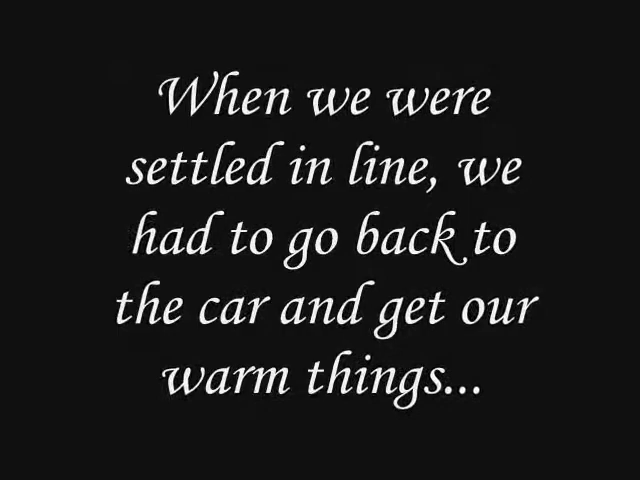 When we were
settled in line, we
had to go back to
the car and get our
warm things...